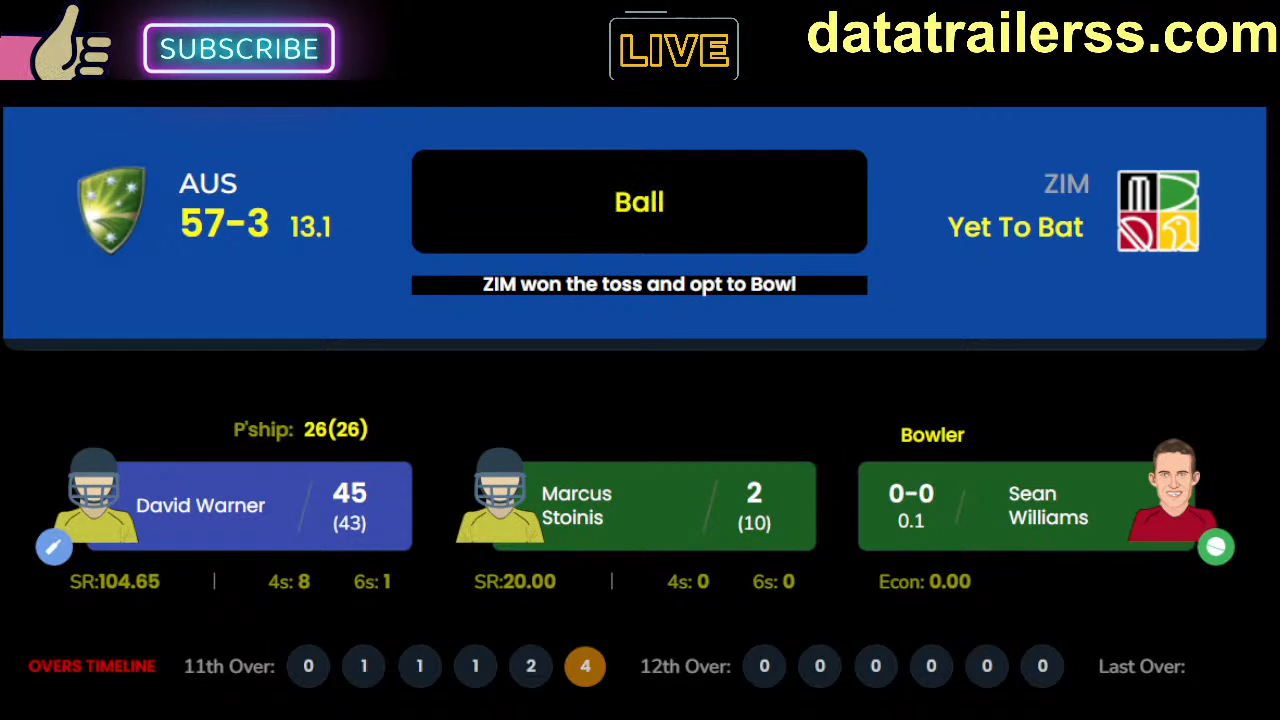 SUBSCRIBE
LIVE
datatrailerss.com
AUS
57-3 13.1
Ball
ZIM
Yet To Bat
ZIM won the toss and opt to Bowl
P'ship: 26(26)
Bowler
David Warner / 45
(43)
Marcus
Stoinis / 2
(10)
0-0
0.1 / Sean
Williams
SR:104.65 | 4s: 8 6s: 1
SR:20.00 | 4s: 0 6s: 0
Econ: 0.00
OVERS TIMELINE 11th Over: 0 1 1 1 2 4 12th Over: 0 0 0 0 0 0 Last Over: